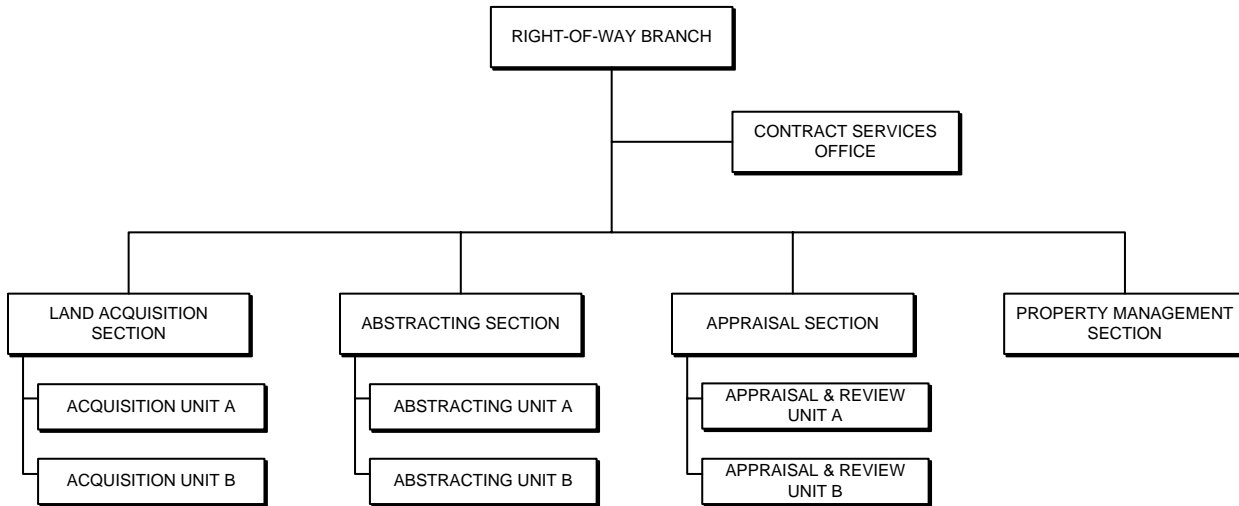 RIGHT-OF-WAY BRANCH
CONTRACT SERVICES
OFFICE
LAND ACQUISITION
SECTION
ABSTRACTING SECTION
APPRAISAL SECTION
PROPERTY MANAGEMENT
SECTION
ACQUISITION UNIT A
ABSTRACTING UNIT A
APPRAISAL & REVIEW
UNIT A
ACQUISITION UNIT B
ABSTRACTING UNIT B
APPRAISAL & REVIEW
UNIT B